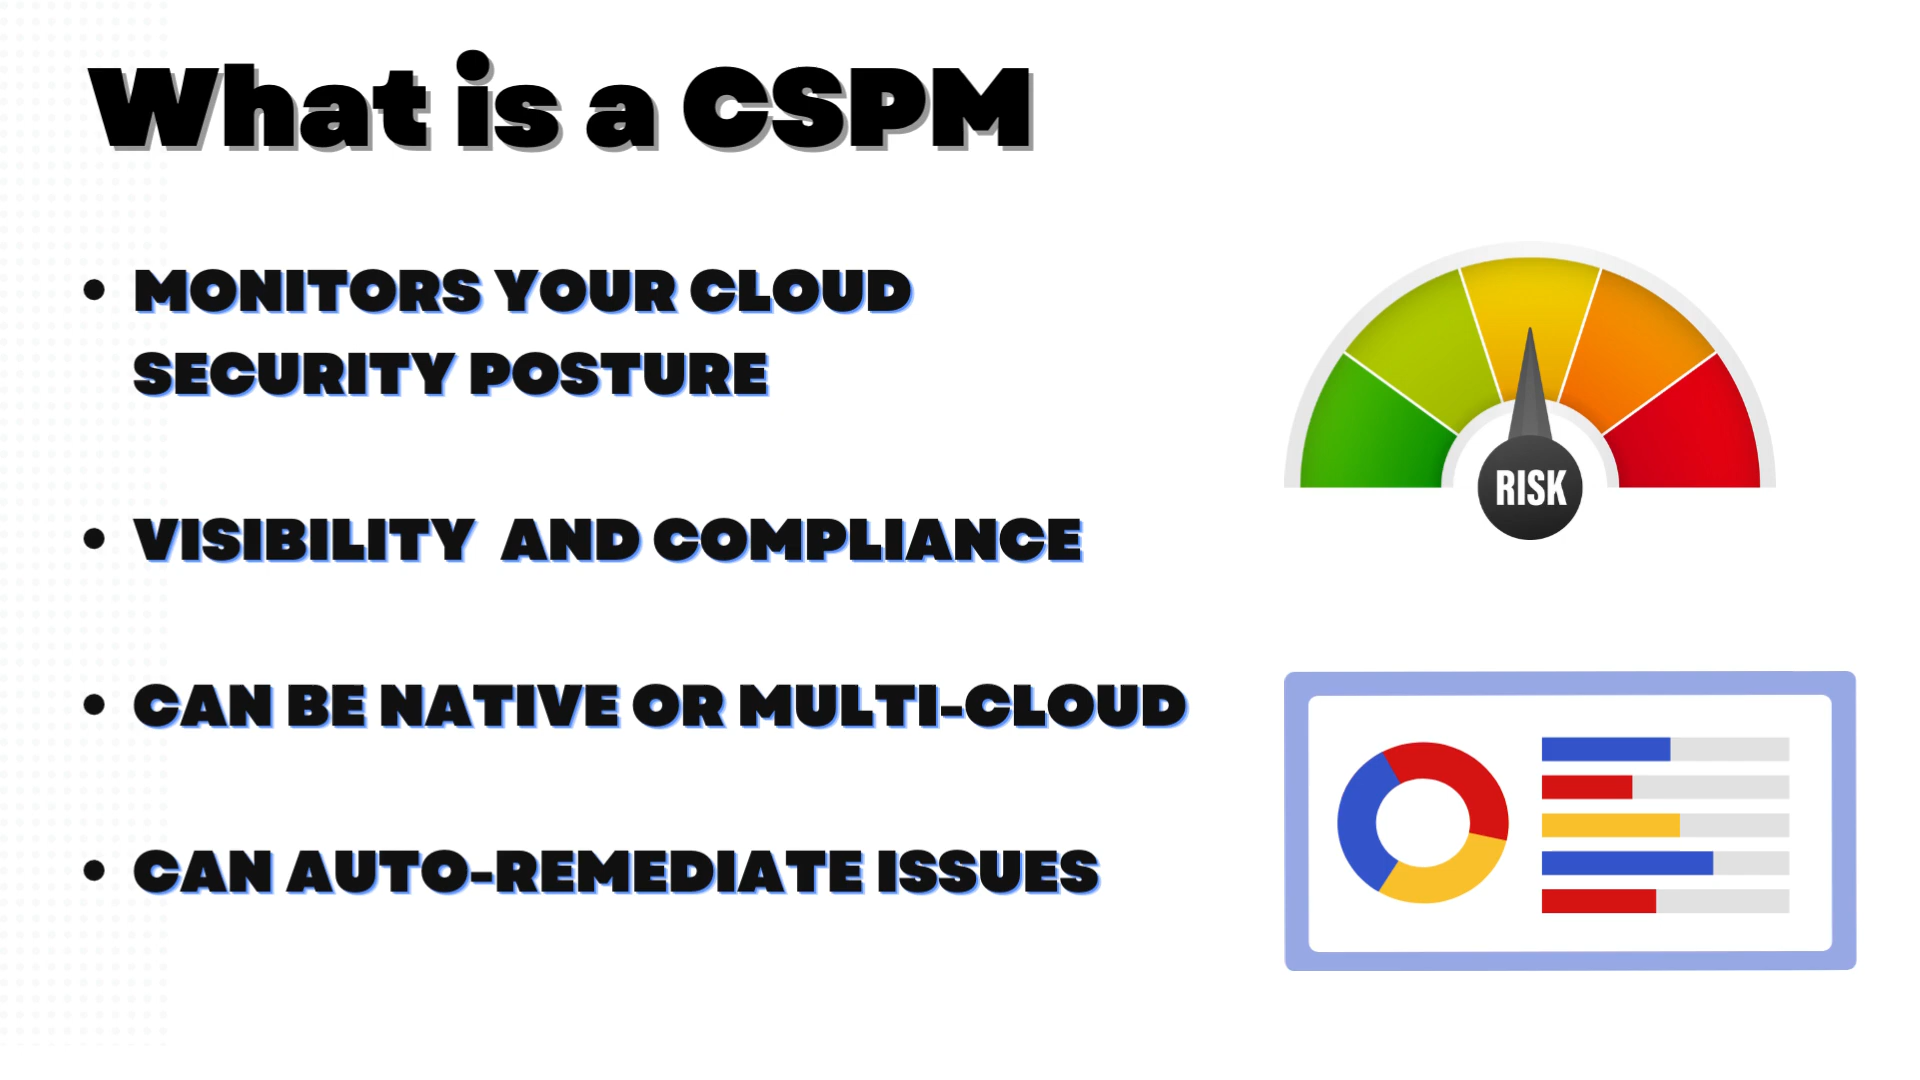 What is a CSPM
• MONITORS YOUR CLOUD
SECURITY POSTURE
• VISIBILITY  AND COMPLIANCE
• CAN BE NATIVE OR MULTI-CLOUD
• CAN AUTO-REMEDIATE ISSUES
RISK